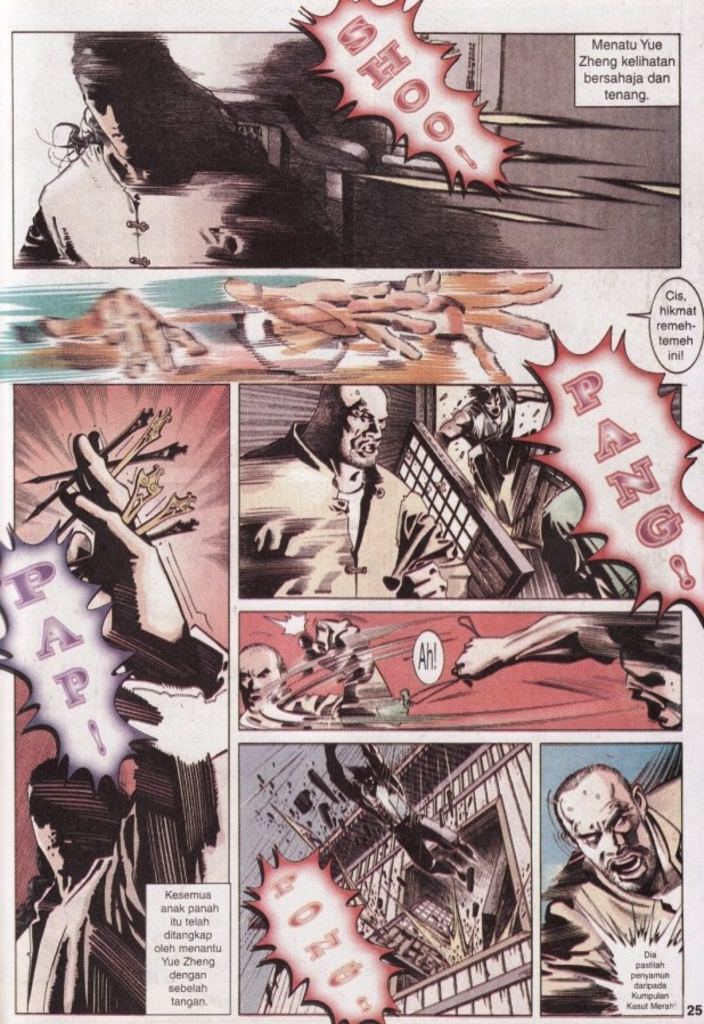 SHOO!
Menatu Yue
Zheng kelihatan
bersahaja dan
tenang.
Cis,
hikmat
remeh-
temeh
ini!
PANG!
PAP!
Ah!
Kesemua
anak panah
itu telah
ditangkap
oleh menantu
Yue Zheng
dengan
sebelah
tangan.
PONG!
Dia
pastilah
penyamun
daripada
Kumpulan
Kasut Merah!
25